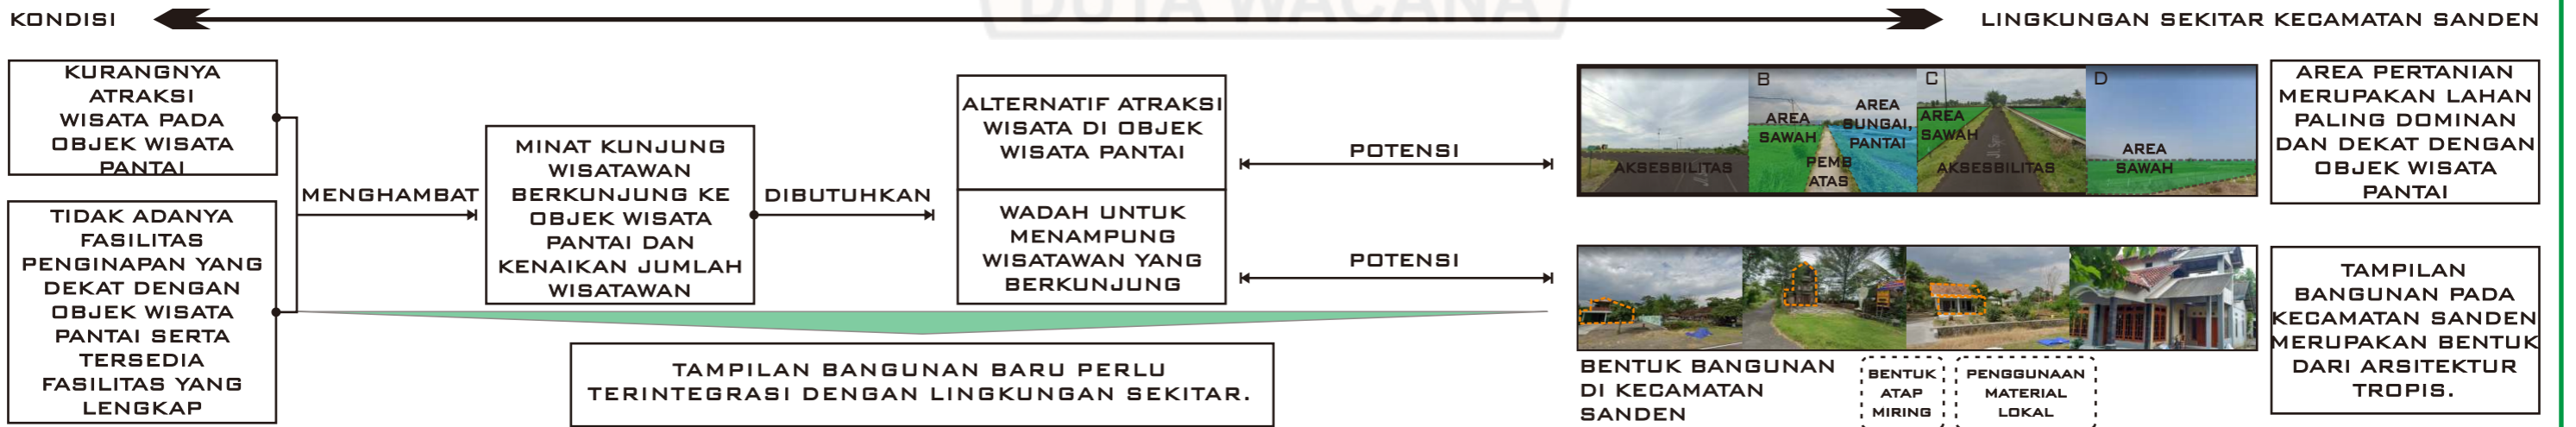 DUTA WACANA
KONDISI
LINGKUNGAN SEKITAR KECAMATAN SANDEN
KURANGNYA
ATRAKSI
WISATA PADA
OBJEK WISATA
PANTAI
TIDAK ADANYA
FASILITAS
PENGINAPAN YANG
DEKAT DENGAN
OBJEK WISATA
PANTAI SERTA
TERSEDIA
FASILITAS YANG
LENGKAP
MENGHAMBAT
MINAT KUNJUNG
WISATAWAN
BERKUNJUNG KE
OBJEK WISATA
PANTAI DAN
KENAIKAN JUMLAH
WISATAWAN
DIBUTUHKAN
ALTERNATIF ATRAKSI
WISATA DI OBJEK
WISATA PANTAI
WADAH UNTUK
MENAMPUNG
WISATAWAN YANG
BERKUNJUNG
POTENSI
POTENSI
TAMPILAN BANGUNAN BARU PERLU
TERINTEGRASI DENGAN LINGKUNGAN SEKITAR.
AKSESBILITAS
B
AREA
SAWAH
AREA
SUNGAI,
PANTAI
PEMB
ATAS
C
AREA
SAWAH
AKSESBILITAS
D
AREA
SAWAH
AREA PERTANIAN
MERUPAKAN LAHAN
PALING DOMINAN
DAN DEKAT DENGAN
OBJEK WISATA
PANTAI
BENTUK BANGUNAN
DI KECAMATAN
SANDEN
BENTUK
ATAP
MIRING
PENGGUNAAN
MATERIAL
LOKAL
TAMPILAN
BANGUNAN PADA
KECAMATAN SANDEN
MERUPAKAN BENTUK
DARI ARSITEKTUR
TROPIS.